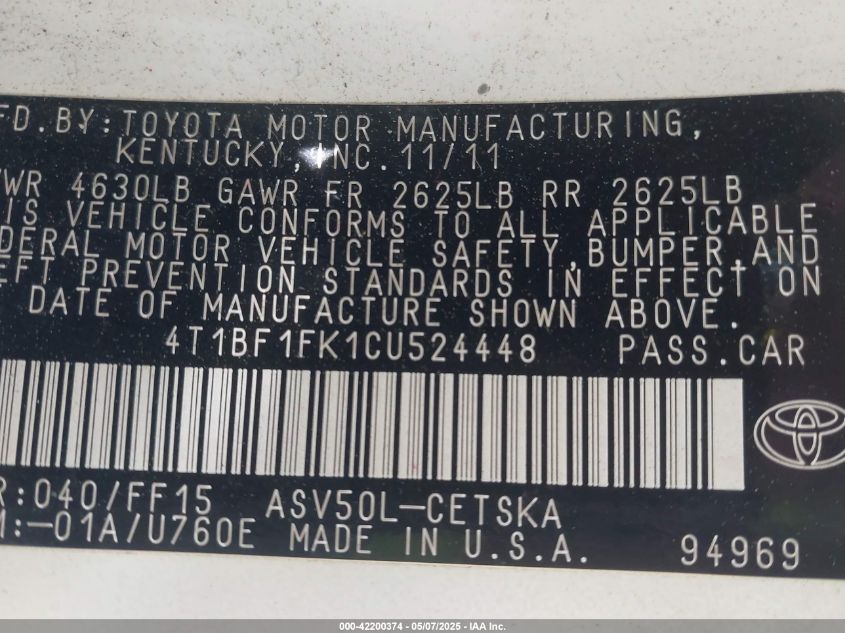 FD. BY: TOYOTA MOTOR MANUFACTURING,
KENTUCKY, INC. 11/11
WR 4630LB GAWR FR 2625LB RR 2625LB
IS VEHICLE CONFORMS TO ALL APPLICABLE
DERAL MOTOR VEHICLE SAFETY, BUMPER, AND
EFT PREVENTION STANDARDS IN EFFECT ON
DATE OF MANUFACTURE SHOWN ABOVE.
4T1BF1FK1CU524448 PASS. CAR
R:040/FF15 ASV50L-CETSKA
M:-01A/U760E MADE IN U.S.A. 94969
000-42200374 - 05/07/2025 - IAA Inc.